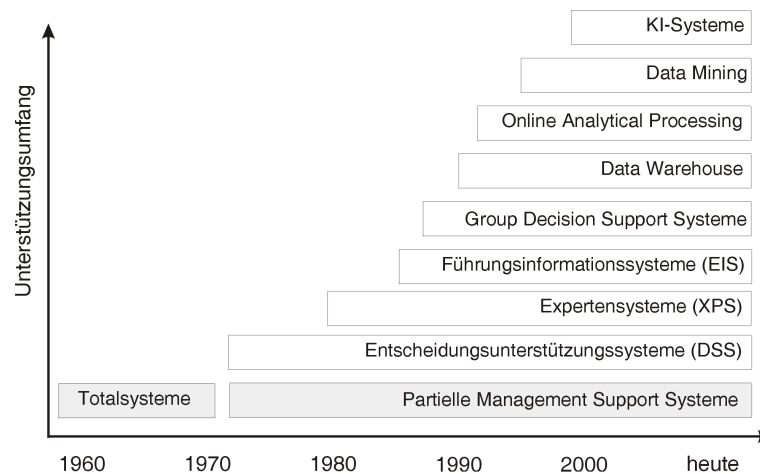 Unterstützungsumfang
KI-Systeme
Data Mining
Online Analytical Processing
Data Warehouse
Group Decision Support Systeme
Führungsinformationssysteme (EIS)
Expertensysteme (XPS)
Entscheidungsunterstützungssysteme (DSS)
Totalsysteme
Partielle Management Support Systeme
1960 1970 1980 1990 2000 heute